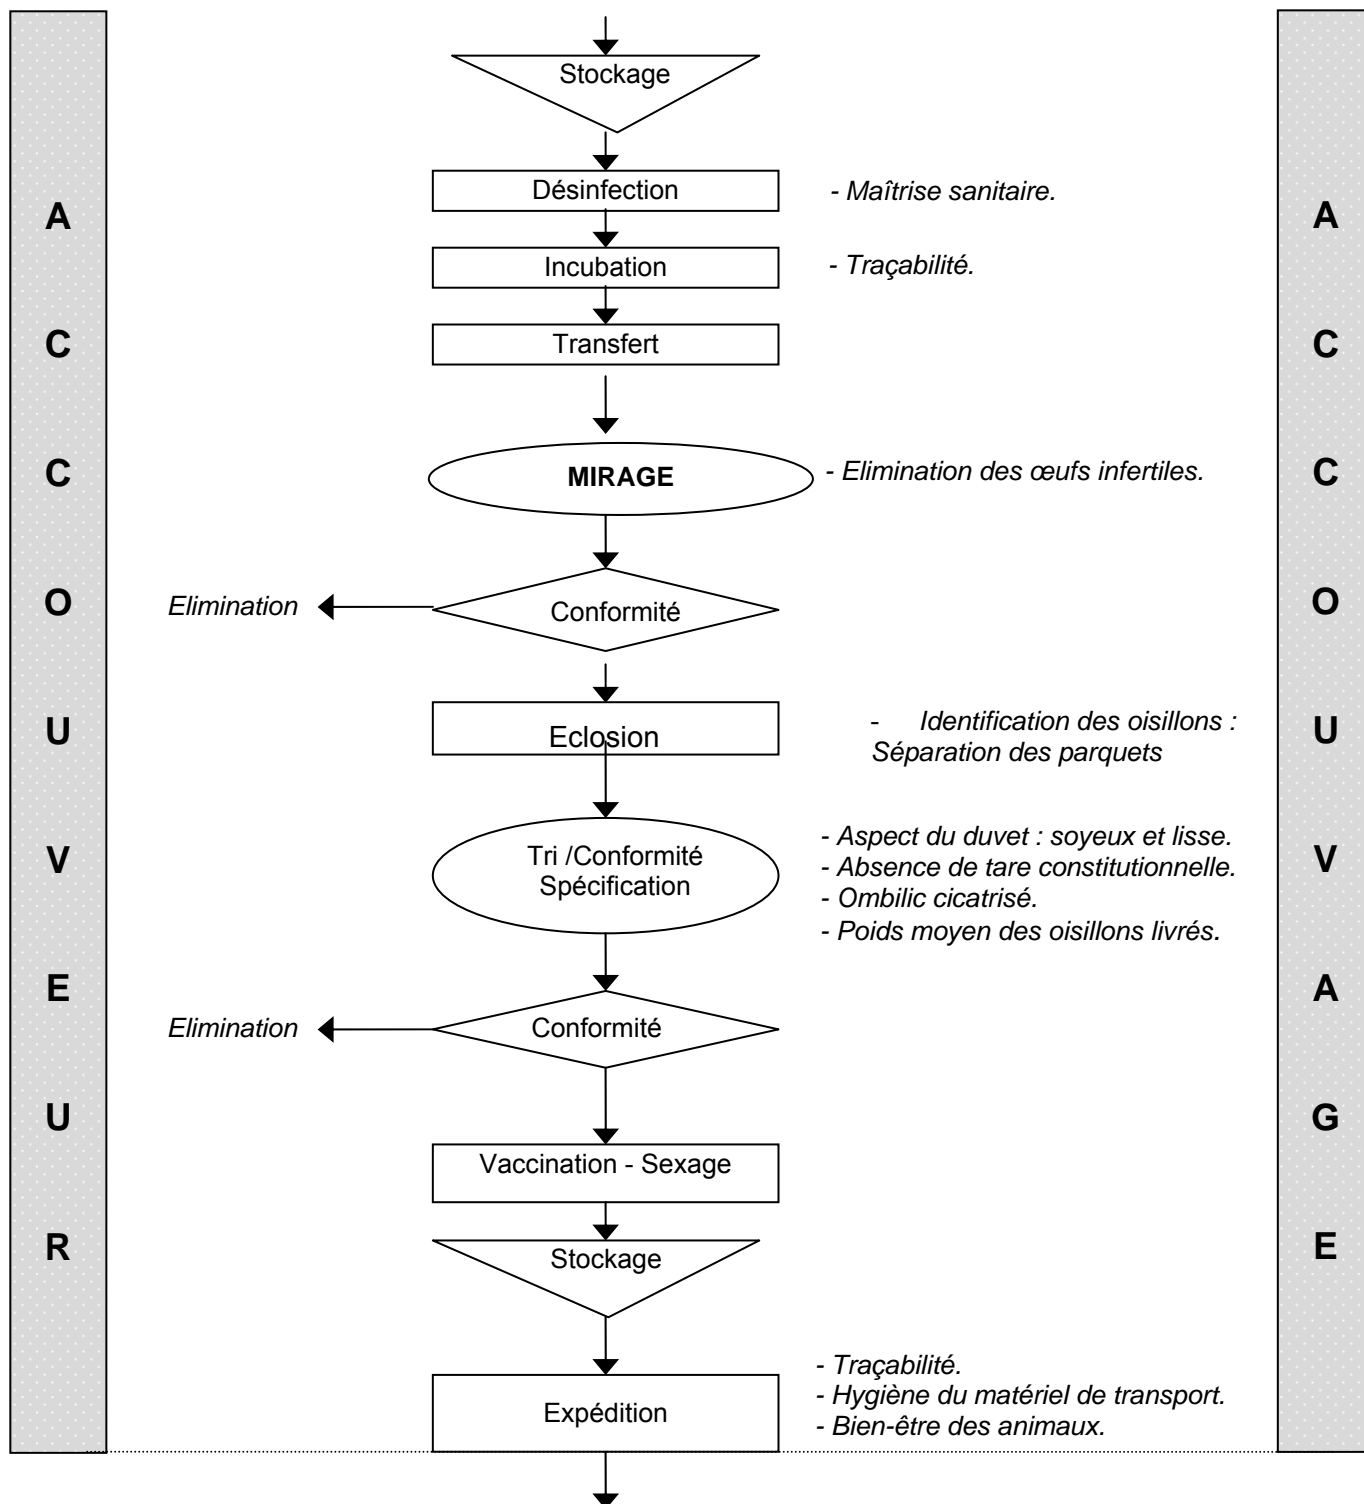 Stockage
Désinfection
- Maîtrise sanitaire.
Incubation
- Traçabilité.
Transfert
MIRAGE
- Elimination des œufs infertiles.
Elimination
Conformité
Eclosion
- Identification des oisillons :
Séparation des parquets
Tri /Conformité
Spécification
- Aspect du duvet : soyeux et lisse.
- Absence de tare constitutionnelle.
- Ombilic cicatrisé.
- Poids moyen des oisillons livrés.
Elimination
Conformité
Vaccination - Sexage
Stockage
Expédition
- Traçabilité.
- Hygiène du matériel de transport.
- Bien-être des animaux.
A
C
C
O
U
V
E
U
R
A
C
C
O
U
V
A
G
E